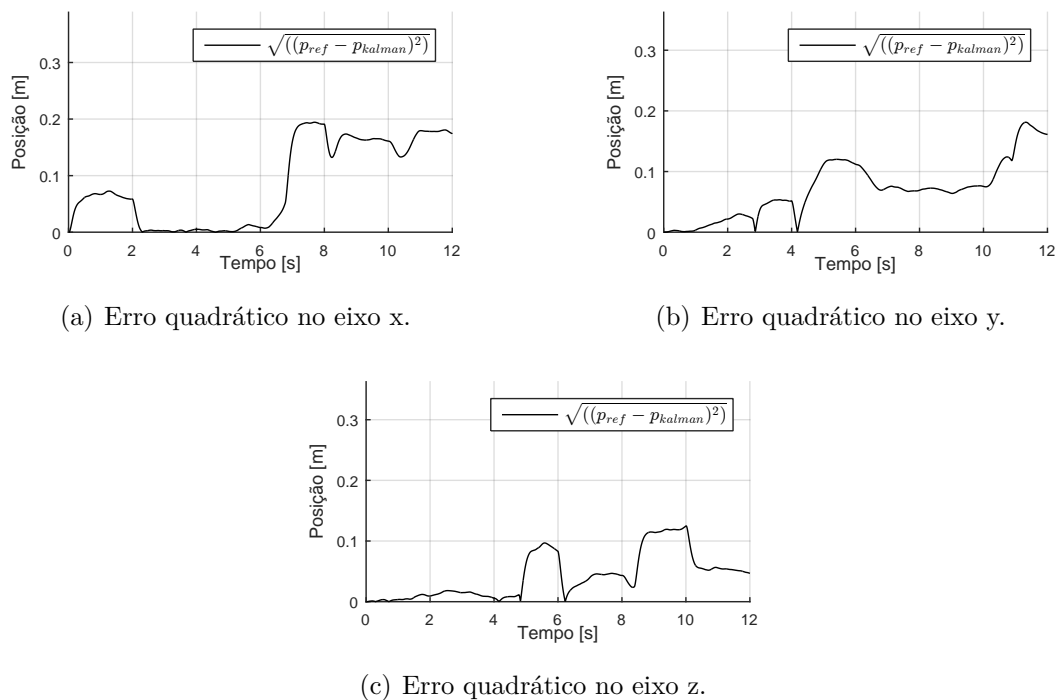 √((p_ref − p_kalman)²)
0.3
0.2
0.1
0
Posição [m]
0 2 4 6 8 10 12
Tempo [s]
(a) Erro quadrático no eixo x.
√((p_ref − p_kalman)²)
0.3
0.2
0.1
0
Posição [m]
0 2 4 6 8 10 12
Tempo [s]
(b) Erro quadrático no eixo y.
√((p_ref − p_kalman)²)
0.3
0.2
0.1
0
Posição [m]
0 2 4 6 8 10 12
Tempo [s]
(c) Erro quadrático no eixo z.